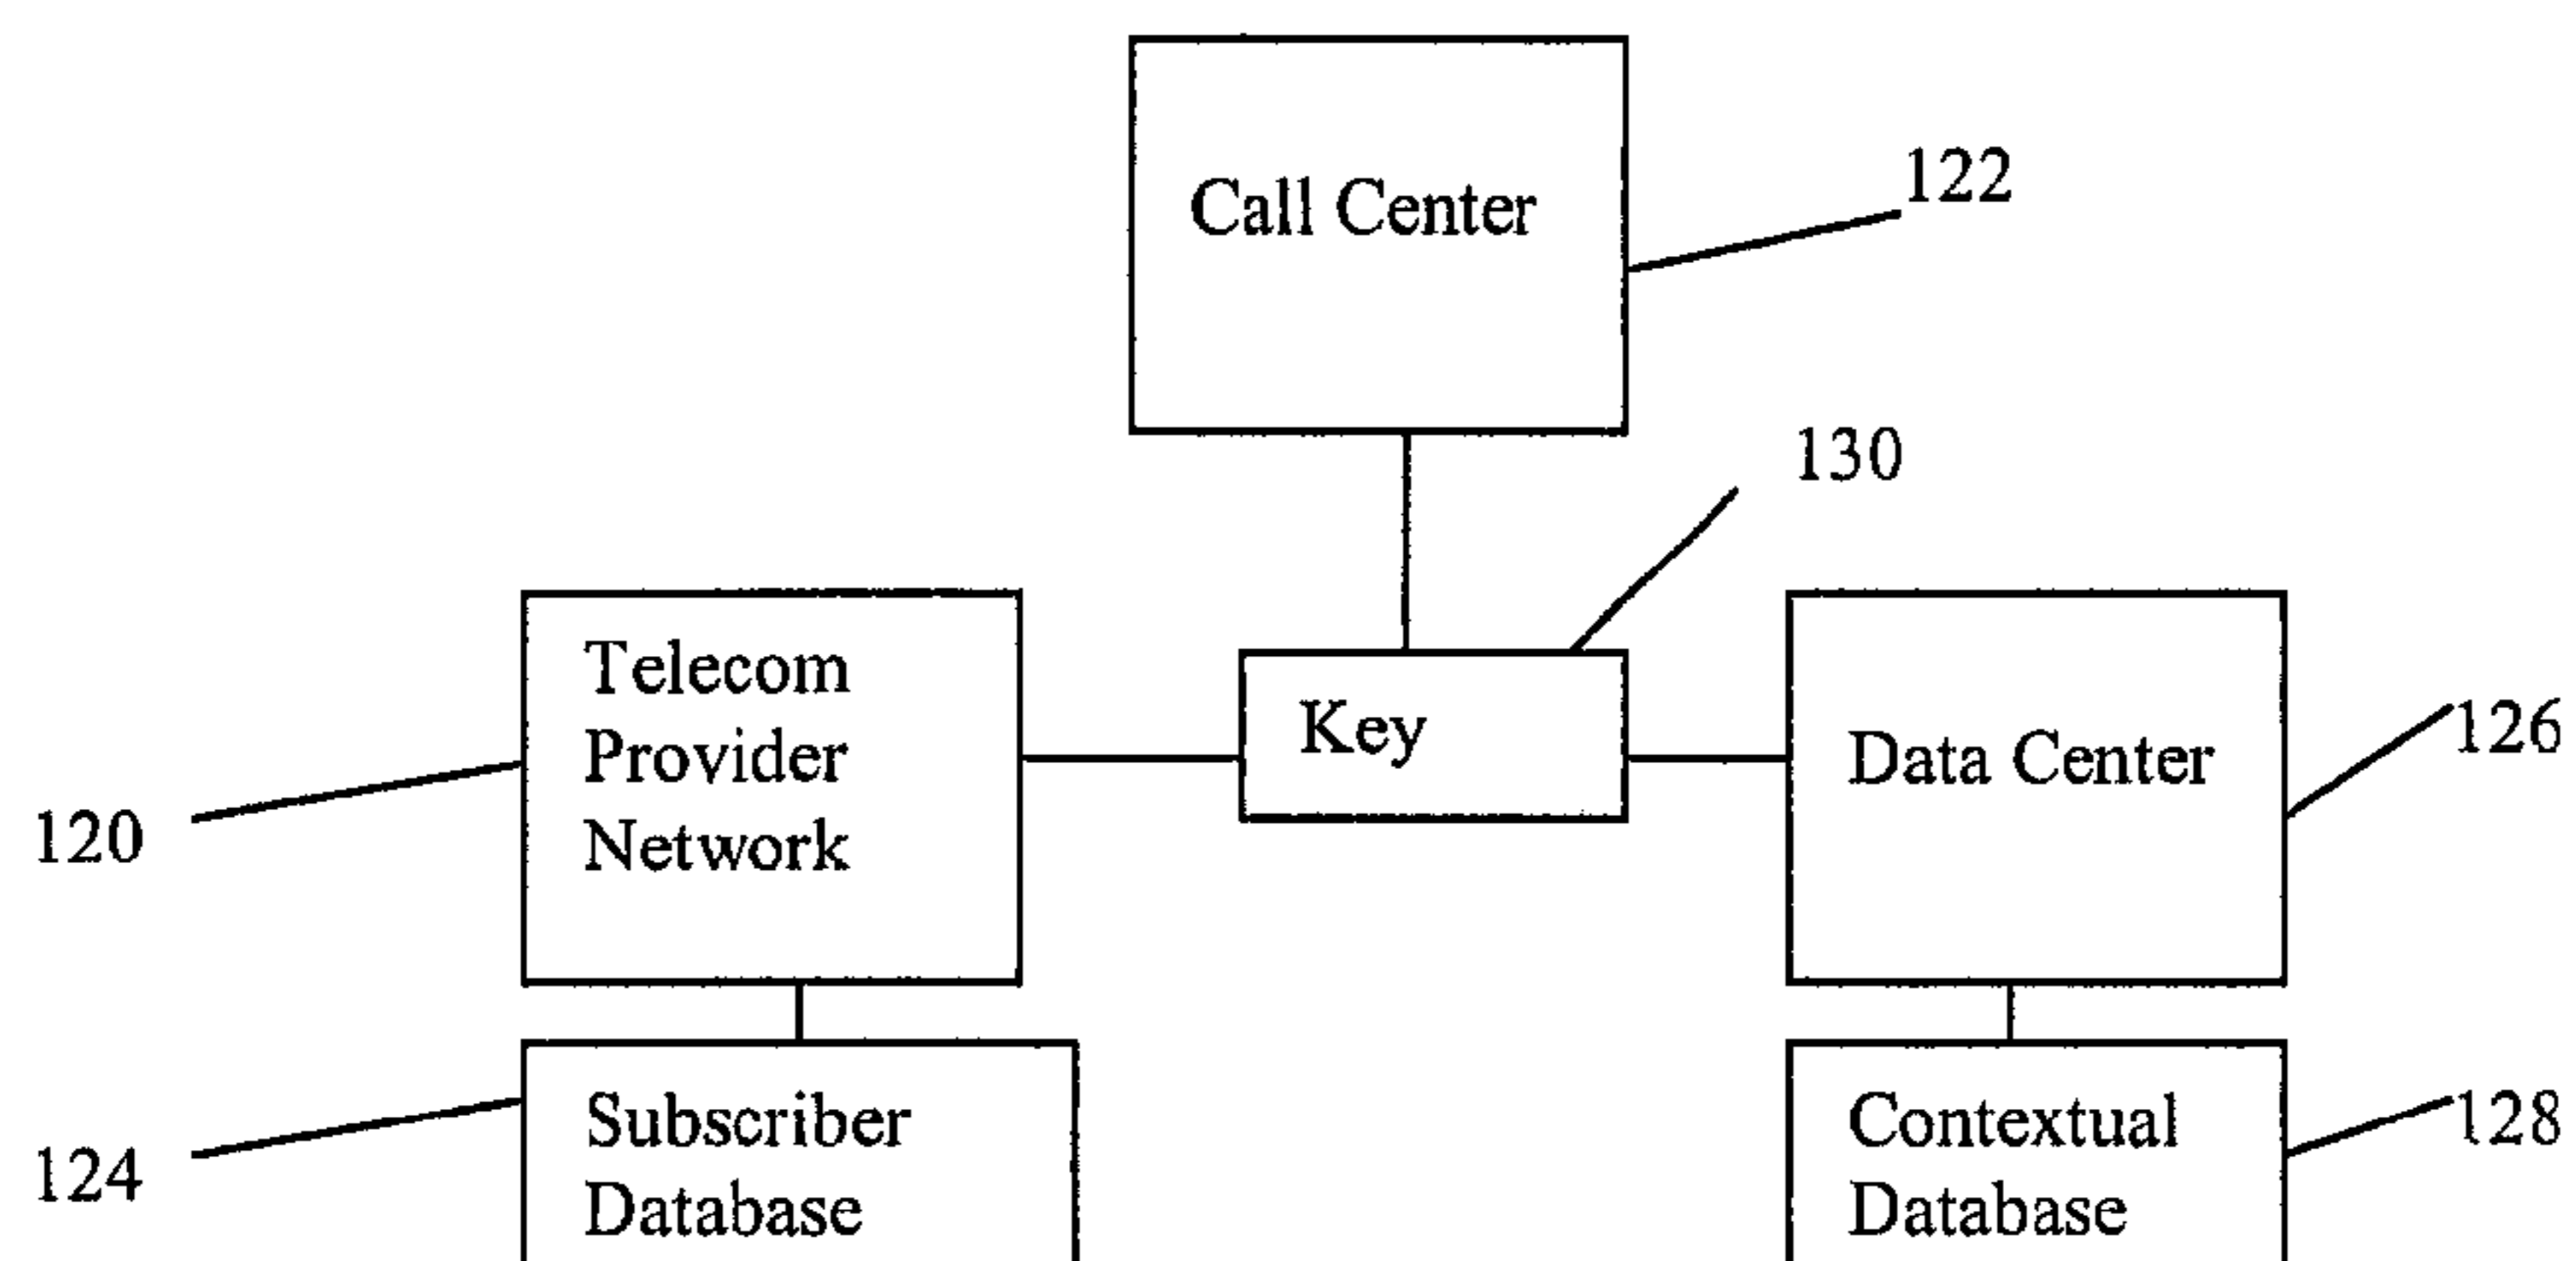 Call Center
122
130
Telecom
Provider
Network
Key
Data Center
126
120
Subscriber
Database
Contextual
Database
128
124